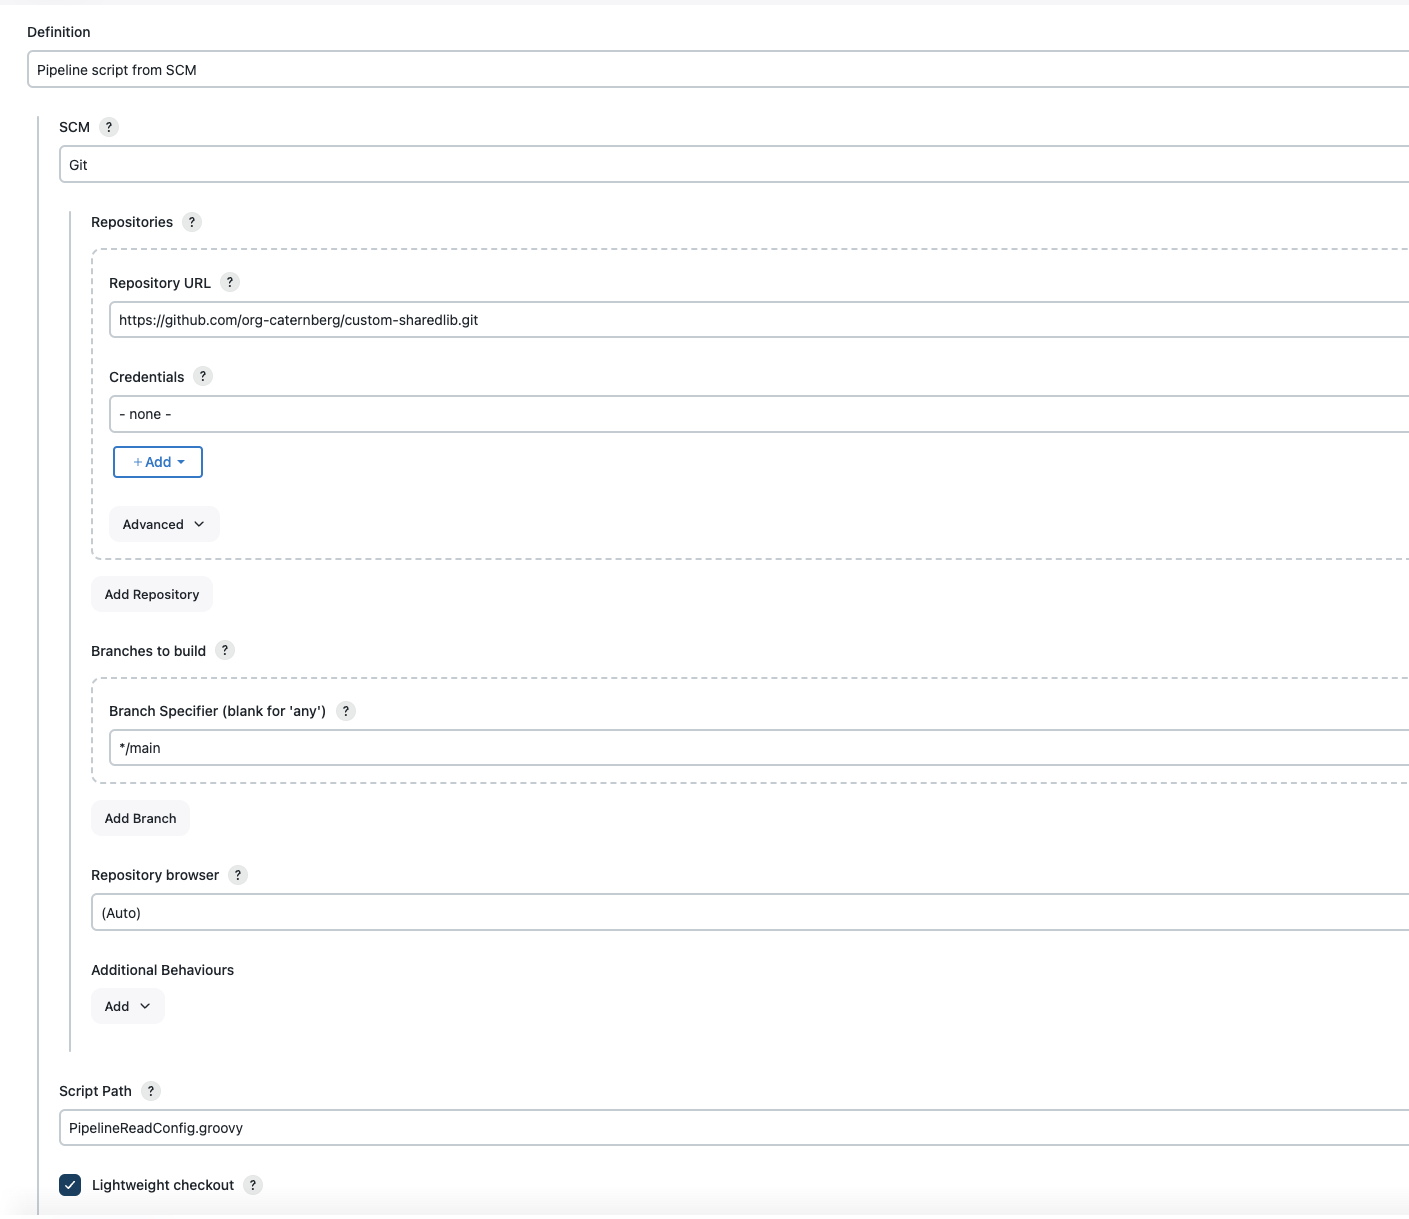 Definition
Pipeline script from SCM
SCM ?
Git
Repositories ?
Repository URL ?
https://github.com/org-caternberg/custom-sharedlib.git
Credentials ?
- none -
+ Add
Advanced
Add Repository
Branches to build ?
Branch Specifier (blank for 'any') ?
*/main
Add Branch
Repository browser ?
(Auto)
Additional Behaviours
Add
Script Path ?
PipelineReadConfig.groovy
Lightweight checkout ?